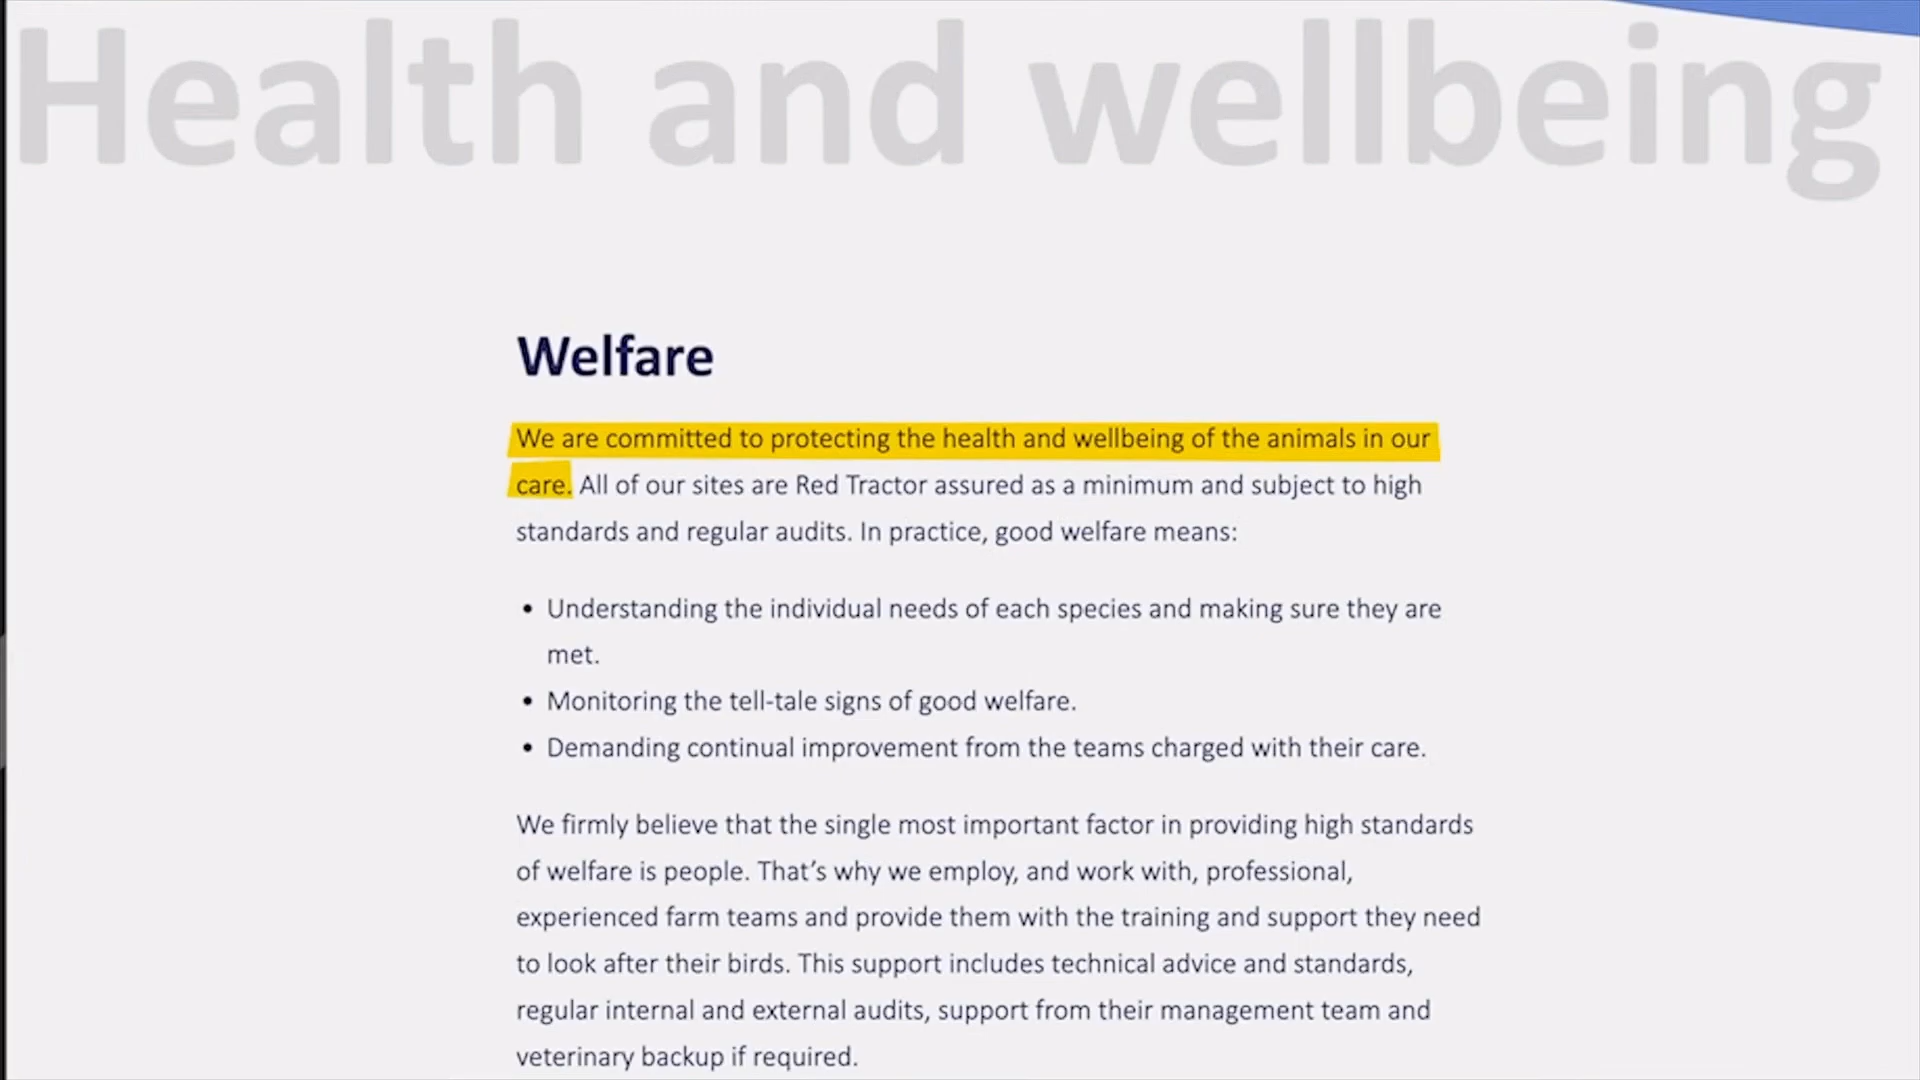 Health and wellbeing
Welfare
We are committed to protecting the health and wellbeing of the animals in our
care. All of our sites are Red Tractor assured as a minimum and subject to high
standards and regular audits. In practice, good welfare means:
• Understanding the individual needs of each species and making sure they are
met.
• Monitoring the tell-tale signs of good welfare.
• Demanding continual improvement from the teams charged with their care.
We firmly believe that the single most important factor in providing high standards
of welfare is people. That’s why we employ, and work with, professional,
experienced farm teams and provide them with the training and support they need
to look after their birds. This support includes technical advice and standards,
regular internal and external audits, support from their management team and
veterinary backup if required.